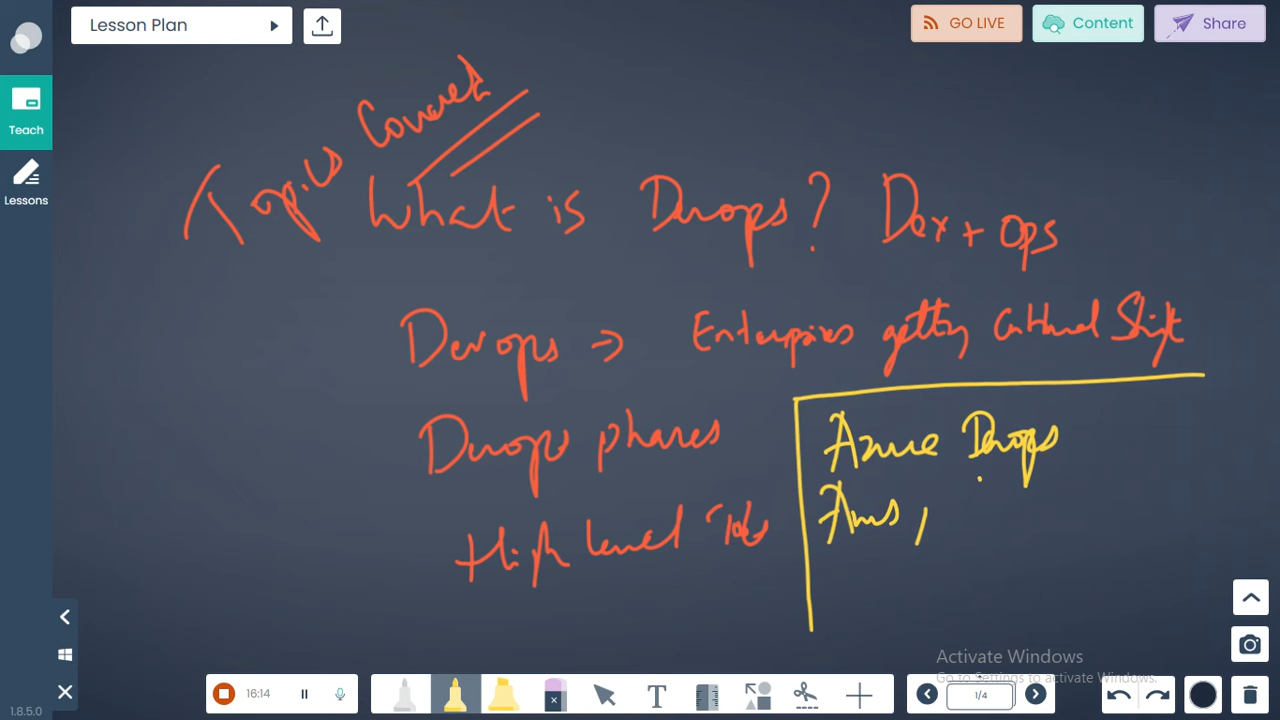 Lesson Plan
GO LIVE
Content
Share
Teach
Lessons
Topics Covered
What is Devops? Dev + Ops
Devops => Enterprises getting Cultural Shift
Devops phases
High level
Azure Devops
Aws,
Activate Windows
Go to Settings to activate Windows.
16:14
T
1/4
1.8.5.0